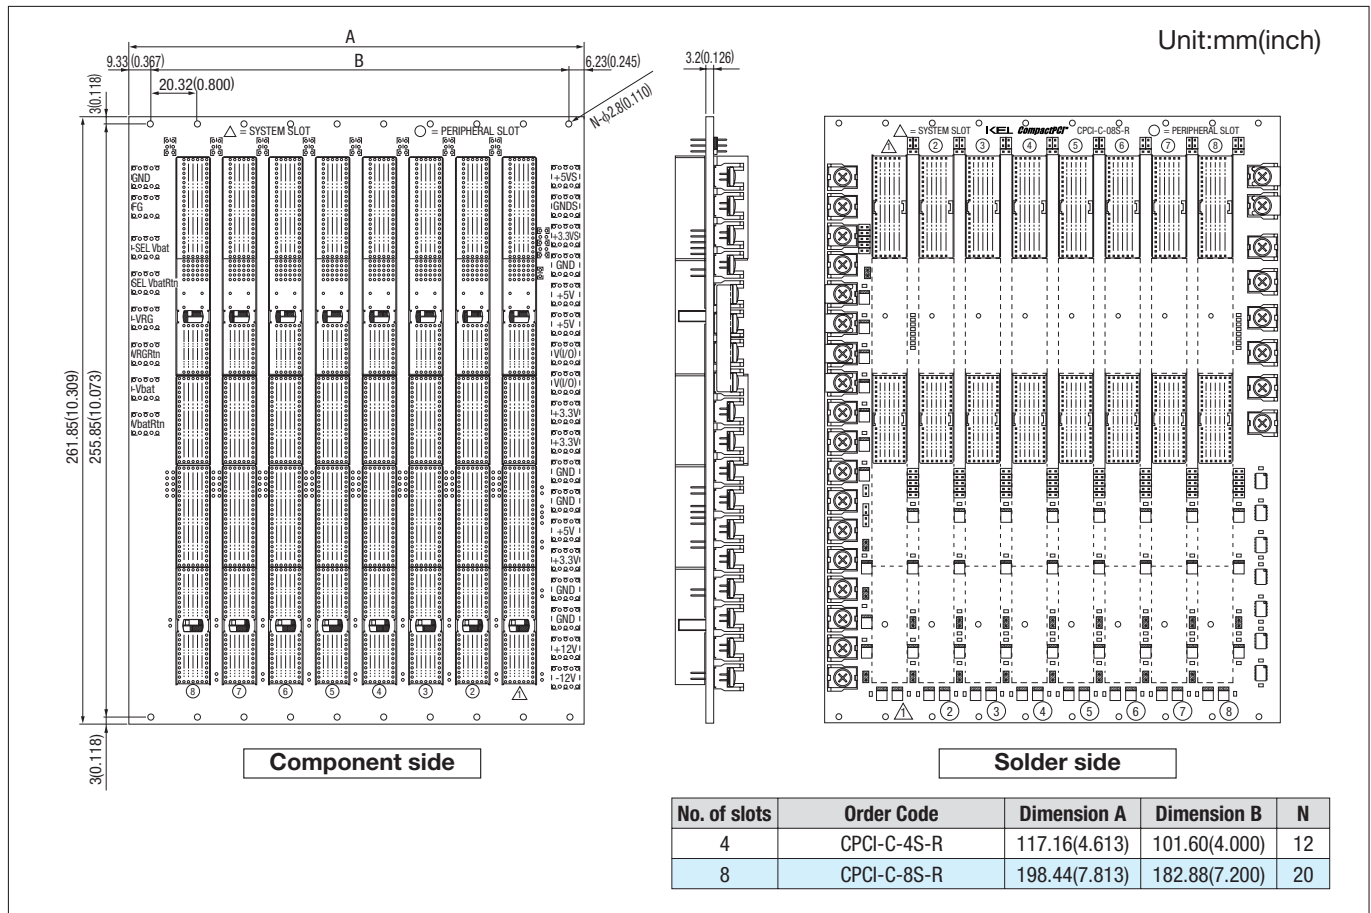 Unit:mm(inch)
A
9.33(0.367)
B
6.23(0.245)
20.32(0.800)
3(0.118)
N-φ2.8(0.110)
△ = SYSTEM SLOT
○ = PERIPHERAL SLOT
GND
FG
-SEL Vbat
SEL VbatRtn
-VRG
VRGRtn
-Vbat
VbatRtn
+5VS
GNDS
+3.3VS
GND
+5V
+5V
V(I/O)
V(I/O)
+3.3V
+3.3V
GND
GND
+5V
+3.3V
GND
GND
+12V
-12V
261.85(10.309)
255.85(10.073)
3(0.118)
8 7 6 5 4 3 2 1
Component side
3.2(0.126)
△ = SYSTEM SLOT KEL CompactPCI™ CPCI-C-08S-R ○ = PERIPHERAL SLOT
1 2 3 4 5 6 7 8
1 2 3 4 5 6 7 8
Solder side
No. of slots Order Code Dimension A Dimension B N
4 CPCI-C-4S-R 117.16(4.613) 101.60(4.000) 12
8 CPCI-C-8S-R 198.44(7.813) 182.88(7.200) 20